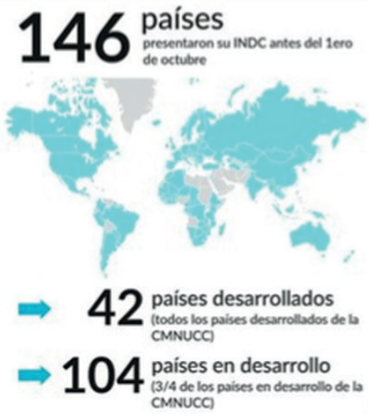 146 países
presentaron su INDC antes del 1ero
de octubre
42 países desarrollados
(todos los países desarrollados de la
CMNUCC)
104 países en desarrollo
(3/4 de los países en desarrollo de la
CMNUCC)